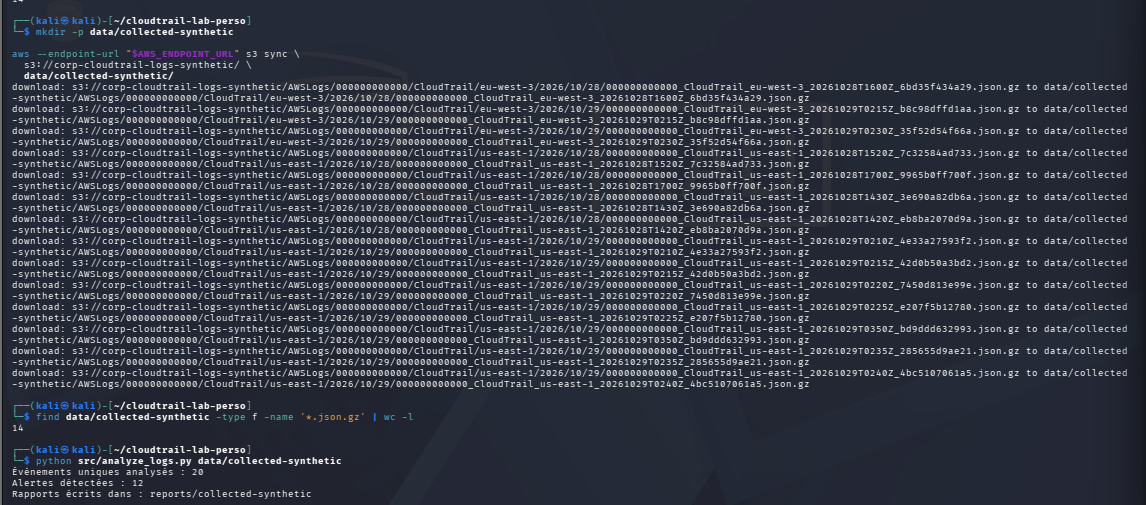 14
┌──(kali㉿kali)-[~/cloudtrail-lab-perso]
└─$ mkdir -p data/collected-synthetic
aws --endpoint-url "$AWS_ENDPOINT_URL" s3 sync \
s3://corp-cloudtrail-logs-synthetic/ \
data/collected-synthetic/
download: s3://corp-cloudtrail-logs-synthetic/AWSLogs/000000000000/CloudTrail/eu-west-3/2026/10/28/000000000000_CloudTrail_eu-west-3_20261028T1600Z_6bd35f434a29.json.gz to data/collected
-synthetic/AWSLogs/000000000000/CloudTrail/eu-west-3/2026/10/28/000000000000_CloudTrail_eu-west-3_20261028T1600Z_6bd35f434a29.json.gz
download: s3://corp-cloudtrail-logs-synthetic/AWSLogs/000000000000/CloudTrail/eu-west-3/2026/10/29/000000000000_CloudTrail_eu-west-3_20261029T0215Z_b8c98dffd1aa.json.gz to data/collected
-synthetic/AWSLogs/000000000000/CloudTrail/eu-west-3/2026/10/29/000000000000_CloudTrail_eu-west-3_20261029T0215Z_b8c98dffd1aa.json.gz
download: s3://corp-cloudtrail-logs-synthetic/AWSLogs/000000000000/CloudTrail/eu-west-3/2026/10/29/000000000000_CloudTrail_eu-west-3_20261029T0230Z_35f52d54f66a.json.gz to data/collected
-synthetic/AWSLogs/000000000000/CloudTrail/eu-west-3/2026/10/29/000000000000_CloudTrail_eu-west-3_20261029T0230Z_35f52d54f66a.json.gz
download: s3://corp-cloudtrail-logs-synthetic/AWSLogs/000000000000/CloudTrail/us-east-1/2026/10/28/000000000000_CloudTrail_us-east-1_20261028T1520Z_7c32584ad733.json.gz to data/collected
-synthetic/AWSLogs/000000000000/CloudTrail/us-east-1/2026/10/28/000000000000_CloudTrail_us-east-1_20261028T1520Z_7c32584ad733.json.gz
download: s3://corp-cloudtrail-logs-synthetic/AWSLogs/000000000000/CloudTrail/us-east-1/2026/10/28/000000000000_CloudTrail_us-east-1_20261028T1700Z_9965b0ff700f.json.gz to data/collected
-synthetic/AWSLogs/000000000000/CloudTrail/us-east-1/2026/10/28/000000000000_CloudTrail_us-east-1_20261028T1700Z_9965b0ff700f.json.gz
download: s3://corp-cloudtrail-logs-synthetic/AWSLogs/000000000000/CloudTrail/us-east-1/2026/10/28/000000000000_CloudTrail_us-east-1_20261028T1430Z_3e690a82db6a.json.gz to data/collected
-synthetic/AWSLogs/000000000000/CloudTrail/us-east-1/2026/10/28/000000000000_CloudTrail_us-east-1_20261028T1430Z_3e690a82db6a.json.gz
download: s3://corp-cloudtrail-logs-synthetic/AWSLogs/000000000000/CloudTrail/us-east-1/2026/10/28/000000000000_CloudTrail_us-east-1_20261028T1420Z_eb8ba2070d9a.json.gz to data/collected
-synthetic/AWSLogs/000000000000/CloudTrail/us-east-1/2026/10/28/000000000000_CloudTrail_us-east-1_20261028T1420Z_eb8ba2070d9a.json.gz
download: s3://corp-cloudtrail-logs-synthetic/AWSLogs/000000000000/CloudTrail/us-east-1/2026/10/29/000000000000_CloudTrail_us-east-1_20261029T0210Z_4e33a27593f2.json.gz to data/collected
-synthetic/AWSLogs/000000000000/CloudTrail/us-east-1/2026/10/29/000000000000_CloudTrail_us-east-1_20261029T0210Z_4e33a27593f2.json.gz
download: s3://corp-cloudtrail-logs-synthetic/AWSLogs/000000000000/CloudTrail/us-east-1/2026/10/29/000000000000_CloudTrail_us-east-1_20261029T0215Z_42d0b50a3bd2.json.gz to data/collected
-synthetic/AWSLogs/000000000000/CloudTrail/us-east-1/2026/10/29/000000000000_CloudTrail_us-east-1_20261029T0215Z_42d0b50a3bd2.json.gz
download: s3://corp-cloudtrail-logs-synthetic/AWSLogs/000000000000/CloudTrail/us-east-1/2026/10/29/000000000000_CloudTrail_us-east-1_20261029T0220Z_7450d813e99e.json.gz to data/collected
-synthetic/AWSLogs/000000000000/CloudTrail/us-east-1/2026/10/29/000000000000_CloudTrail_us-east-1_20261029T0220Z_7450d813e99e.json.gz
download: s3://corp-cloudtrail-logs-synthetic/AWSLogs/000000000000/CloudTrail/us-east-1/2026/10/29/000000000000_CloudTrail_us-east-1_20261029T0225Z_e207f5b12780.json.gz to data/collected
-synthetic/AWSLogs/000000000000/CloudTrail/us-east-1/2026/10/29/000000000000_CloudTrail_us-east-1_20261029T0225Z_e207f5b12780.json.gz
download: s3://corp-cloudtrail-logs-synthetic/AWSLogs/000000000000/CloudTrail/us-east-1/2026/10/29/000000000000_CloudTrail_us-east-1_20261029T0350Z_bd9ddd632993.json.gz to data/collected
-synthetic/AWSLogs/000000000000/CloudTrail/us-east-1/2026/10/29/000000000000_CloudTrail_us-east-1_20261029T0350Z_bd9ddd632993.json.gz
download: s3://corp-cloudtrail-logs-synthetic/AWSLogs/000000000000/CloudTrail/us-east-1/2026/10/29/000000000000_CloudTrail_us-east-1_20261029T0235Z_285655d9ae21.json.gz to data/collected
-synthetic/AWSLogs/000000000000/CloudTrail/us-east-1/2026/10/29/000000000000_CloudTrail_us-east-1_20261029T0235Z_285655d9ae21.json.gz
download: s3://corp-cloudtrail-logs-synthetic/AWSLogs/000000000000/CloudTrail/us-east-1/2026/10/29/000000000000_CloudTrail_us-east-1_20261029T0240Z_4bc5107061a5.json.gz to data/collected
-synthetic/AWSLogs/000000000000/CloudTrail/us-east-1/2026/10/29/000000000000_CloudTrail_us-east-1_20261029T0240Z_4bc5107061a5.json.gz
┌──(kali㉿kali)-[~/cloudtrail-lab-perso]
└─$ find data/collected-synthetic -type f -name '*.json.gz' | wc -l
14
┌──(kali㉿kali)-[~/cloudtrail-lab-perso]
└─$ python src/analyze_logs.py data/collected-synthetic
Événements uniques analysés : 20
Alertes détectées : 12
Rapports écrits dans : reports/collected-synthetic